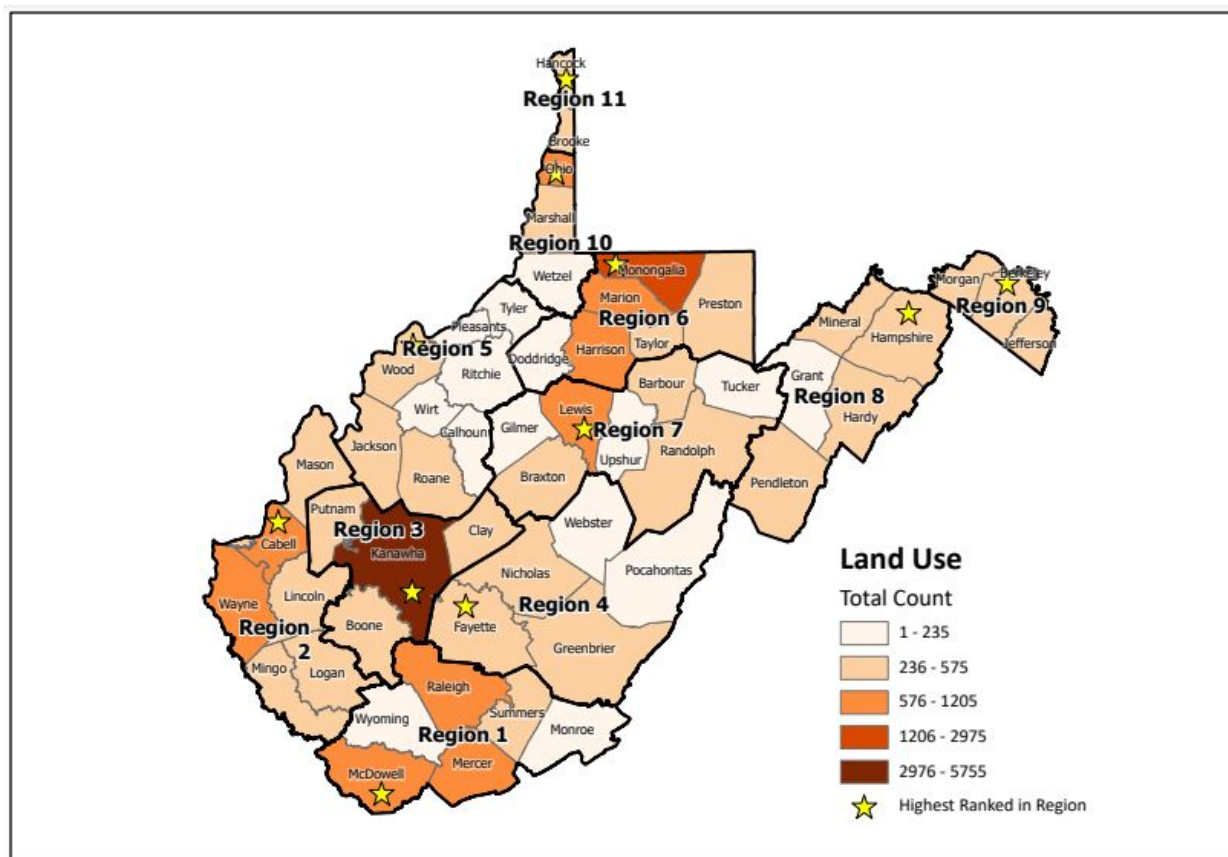 Hancock
Region 11
Brooke
Ohio
Marshall
Region 10
Wetzel
Monongalia
Marion
Preston
Region 6
Taylor
Harrison
Doddridge
Tyler
Pleasants
Region 5
Ritchie
Wood
Wirt
Calhoun
Jackson
Roane
Morgan
Berkeley
Region 9
Jefferson
Mineral
Hampshire
Grant
Region 8
Hardy
Pendleton
Barbour
Tucker
Lewis
Region 7
Gilmer
Upshur
Randolph
Braxton
Mason
Putnam
Region 3
Clay
Kanawha
Cabell
Webster
Pocahontas
Nicholas
Region 4
Fayette
Greenbrier
Wayne
Lincoln
Boone
Region
2
Mingo
Logan
Raleigh
Summers
Wyoming
Region 1
Monroe
McDowell
Mercer
Land Use
Total Count
1 - 235
236 - 575
576 - 1205
1206 - 2975
2976 - 5755
Highest Ranked in Region